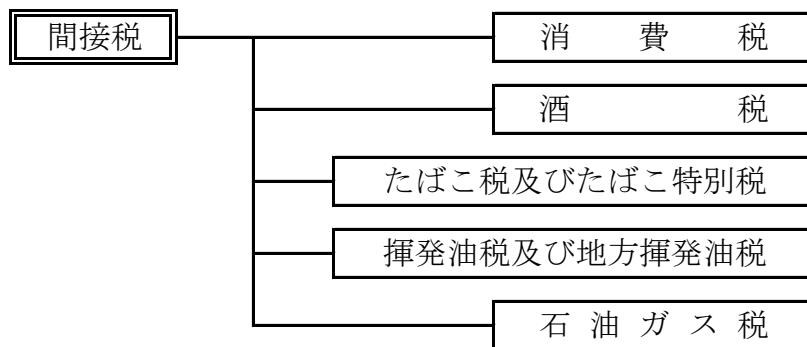 間接税
消費税
酒税
たばこ税及びたばこ特別税
揮発油税及び地方揮発油税
石油ガス税